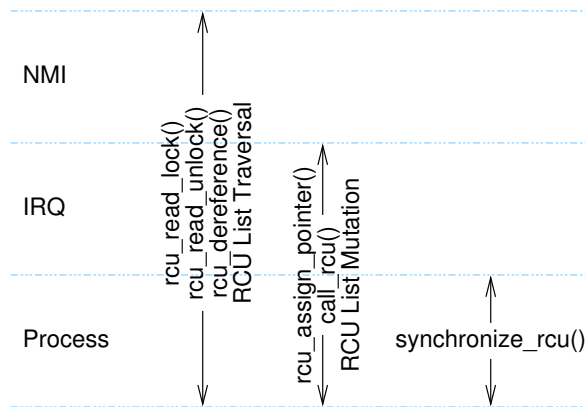 NMI
rcu_read_lock()
rcu_read_unlock()
rcu_dereference()
RCU List Traversal
IRQ
rcu_assign_pointer()
call_rcu()
RCU List Mutation
Process
synchronize_rcu()